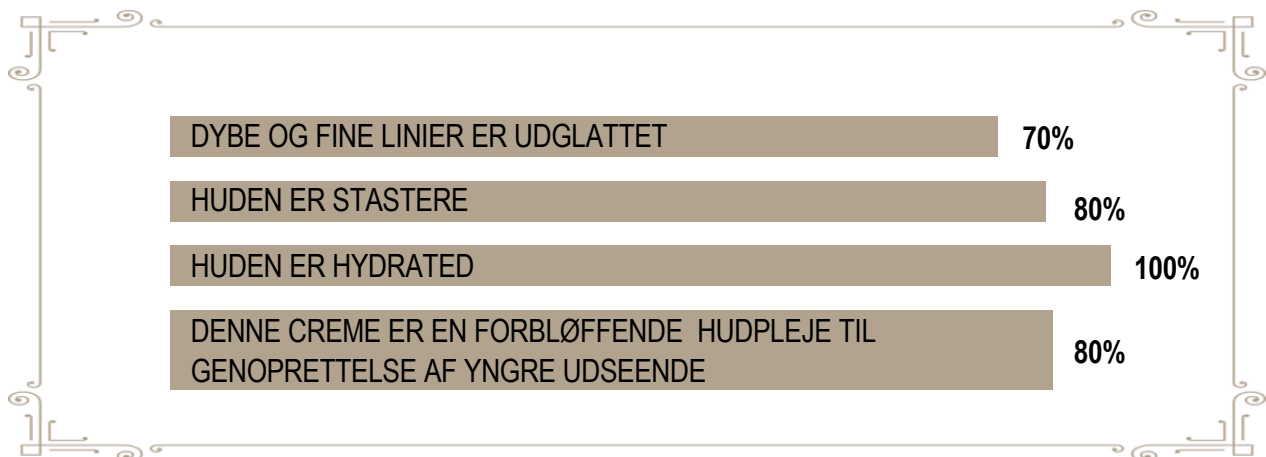 DYBE OG FINE LINIER ER UDGLATTET 70%
HUDEN ER STASTERE 80%
HUDEN ER HYDRATED 100%
DENNE CREME ER EN FORBLØFFENDE HUDPLEJE TIL
GENOPRETTELSE AF YNGRE UDSEENDE 80%